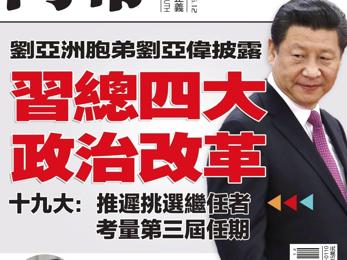 劉亞洲胞弟劉亞偉披露
習總四大
政治改革
十九大：推遲挑選繼任者
考量第三屆任期